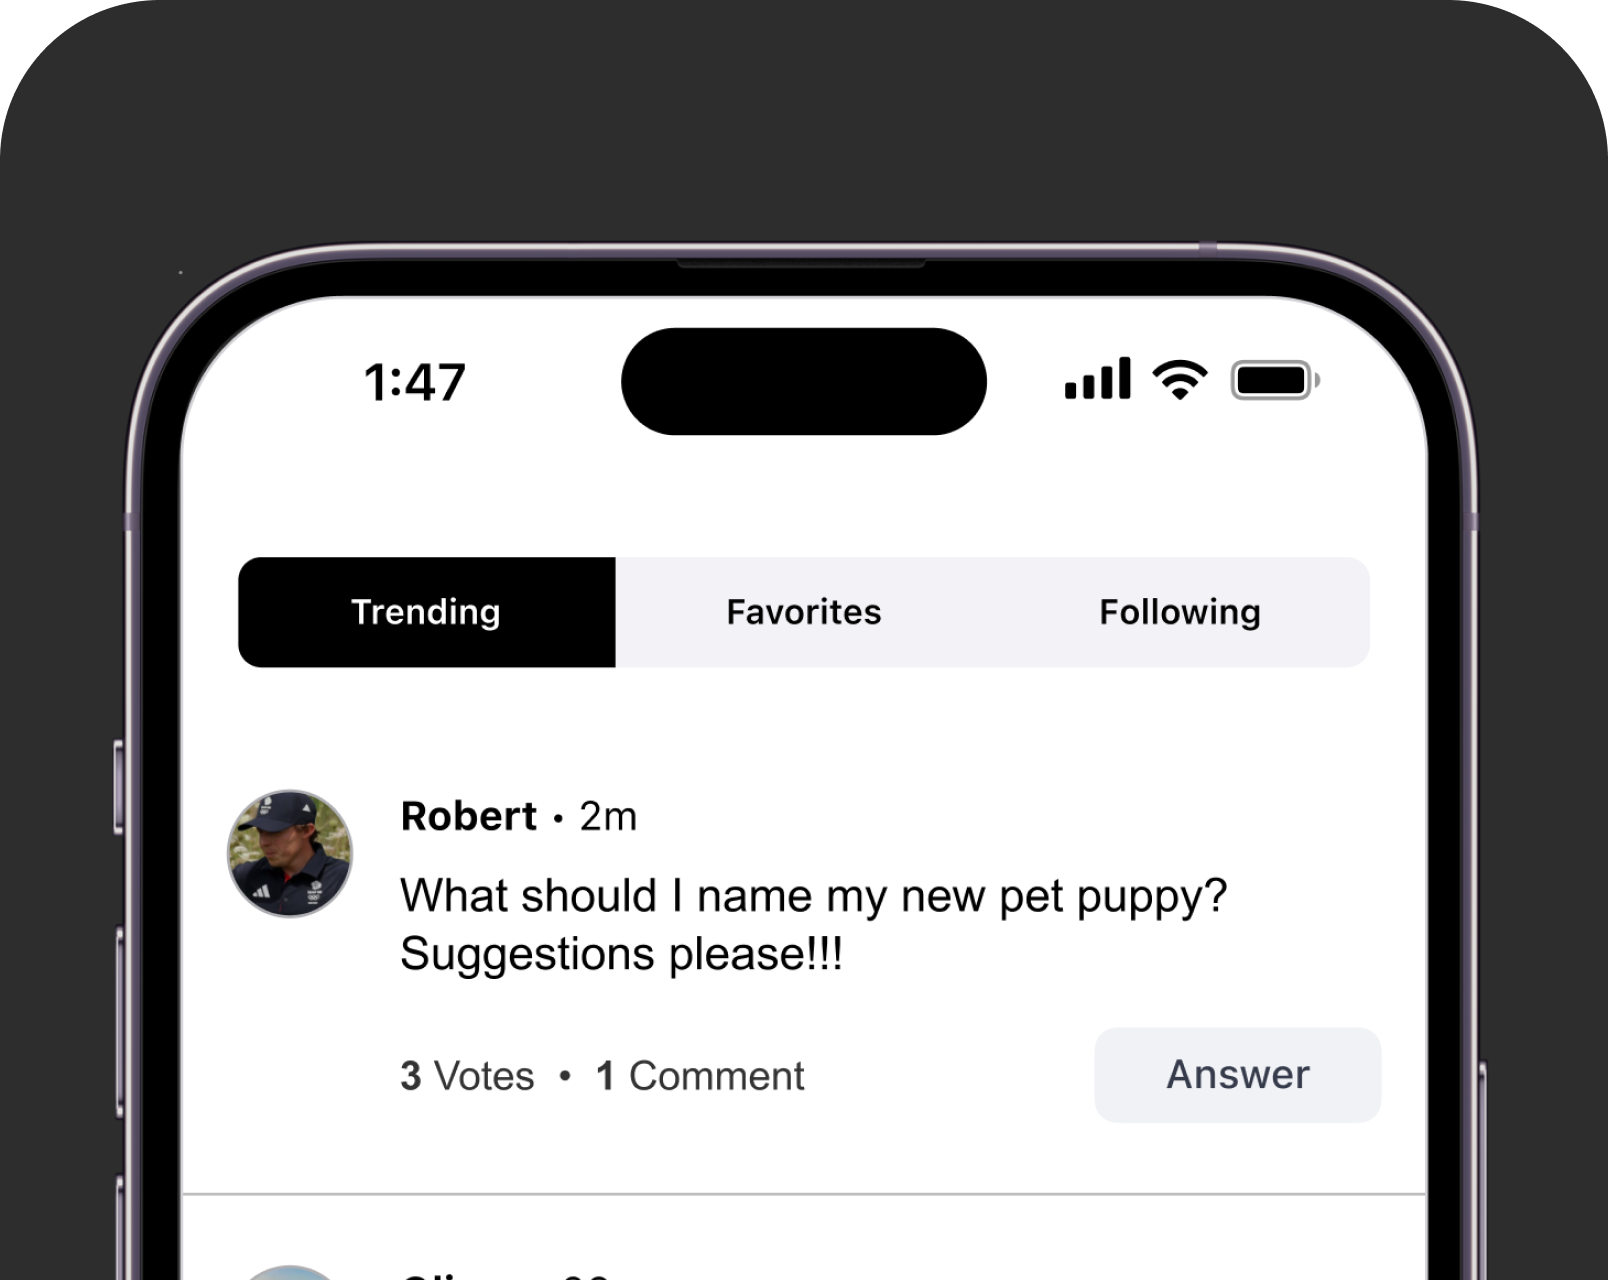 1:47
Trending Favorites Following
Robert • 2m
What should I name my new pet puppy?
Suggestions please!!!
3 Votes • 1 Comment
Answer